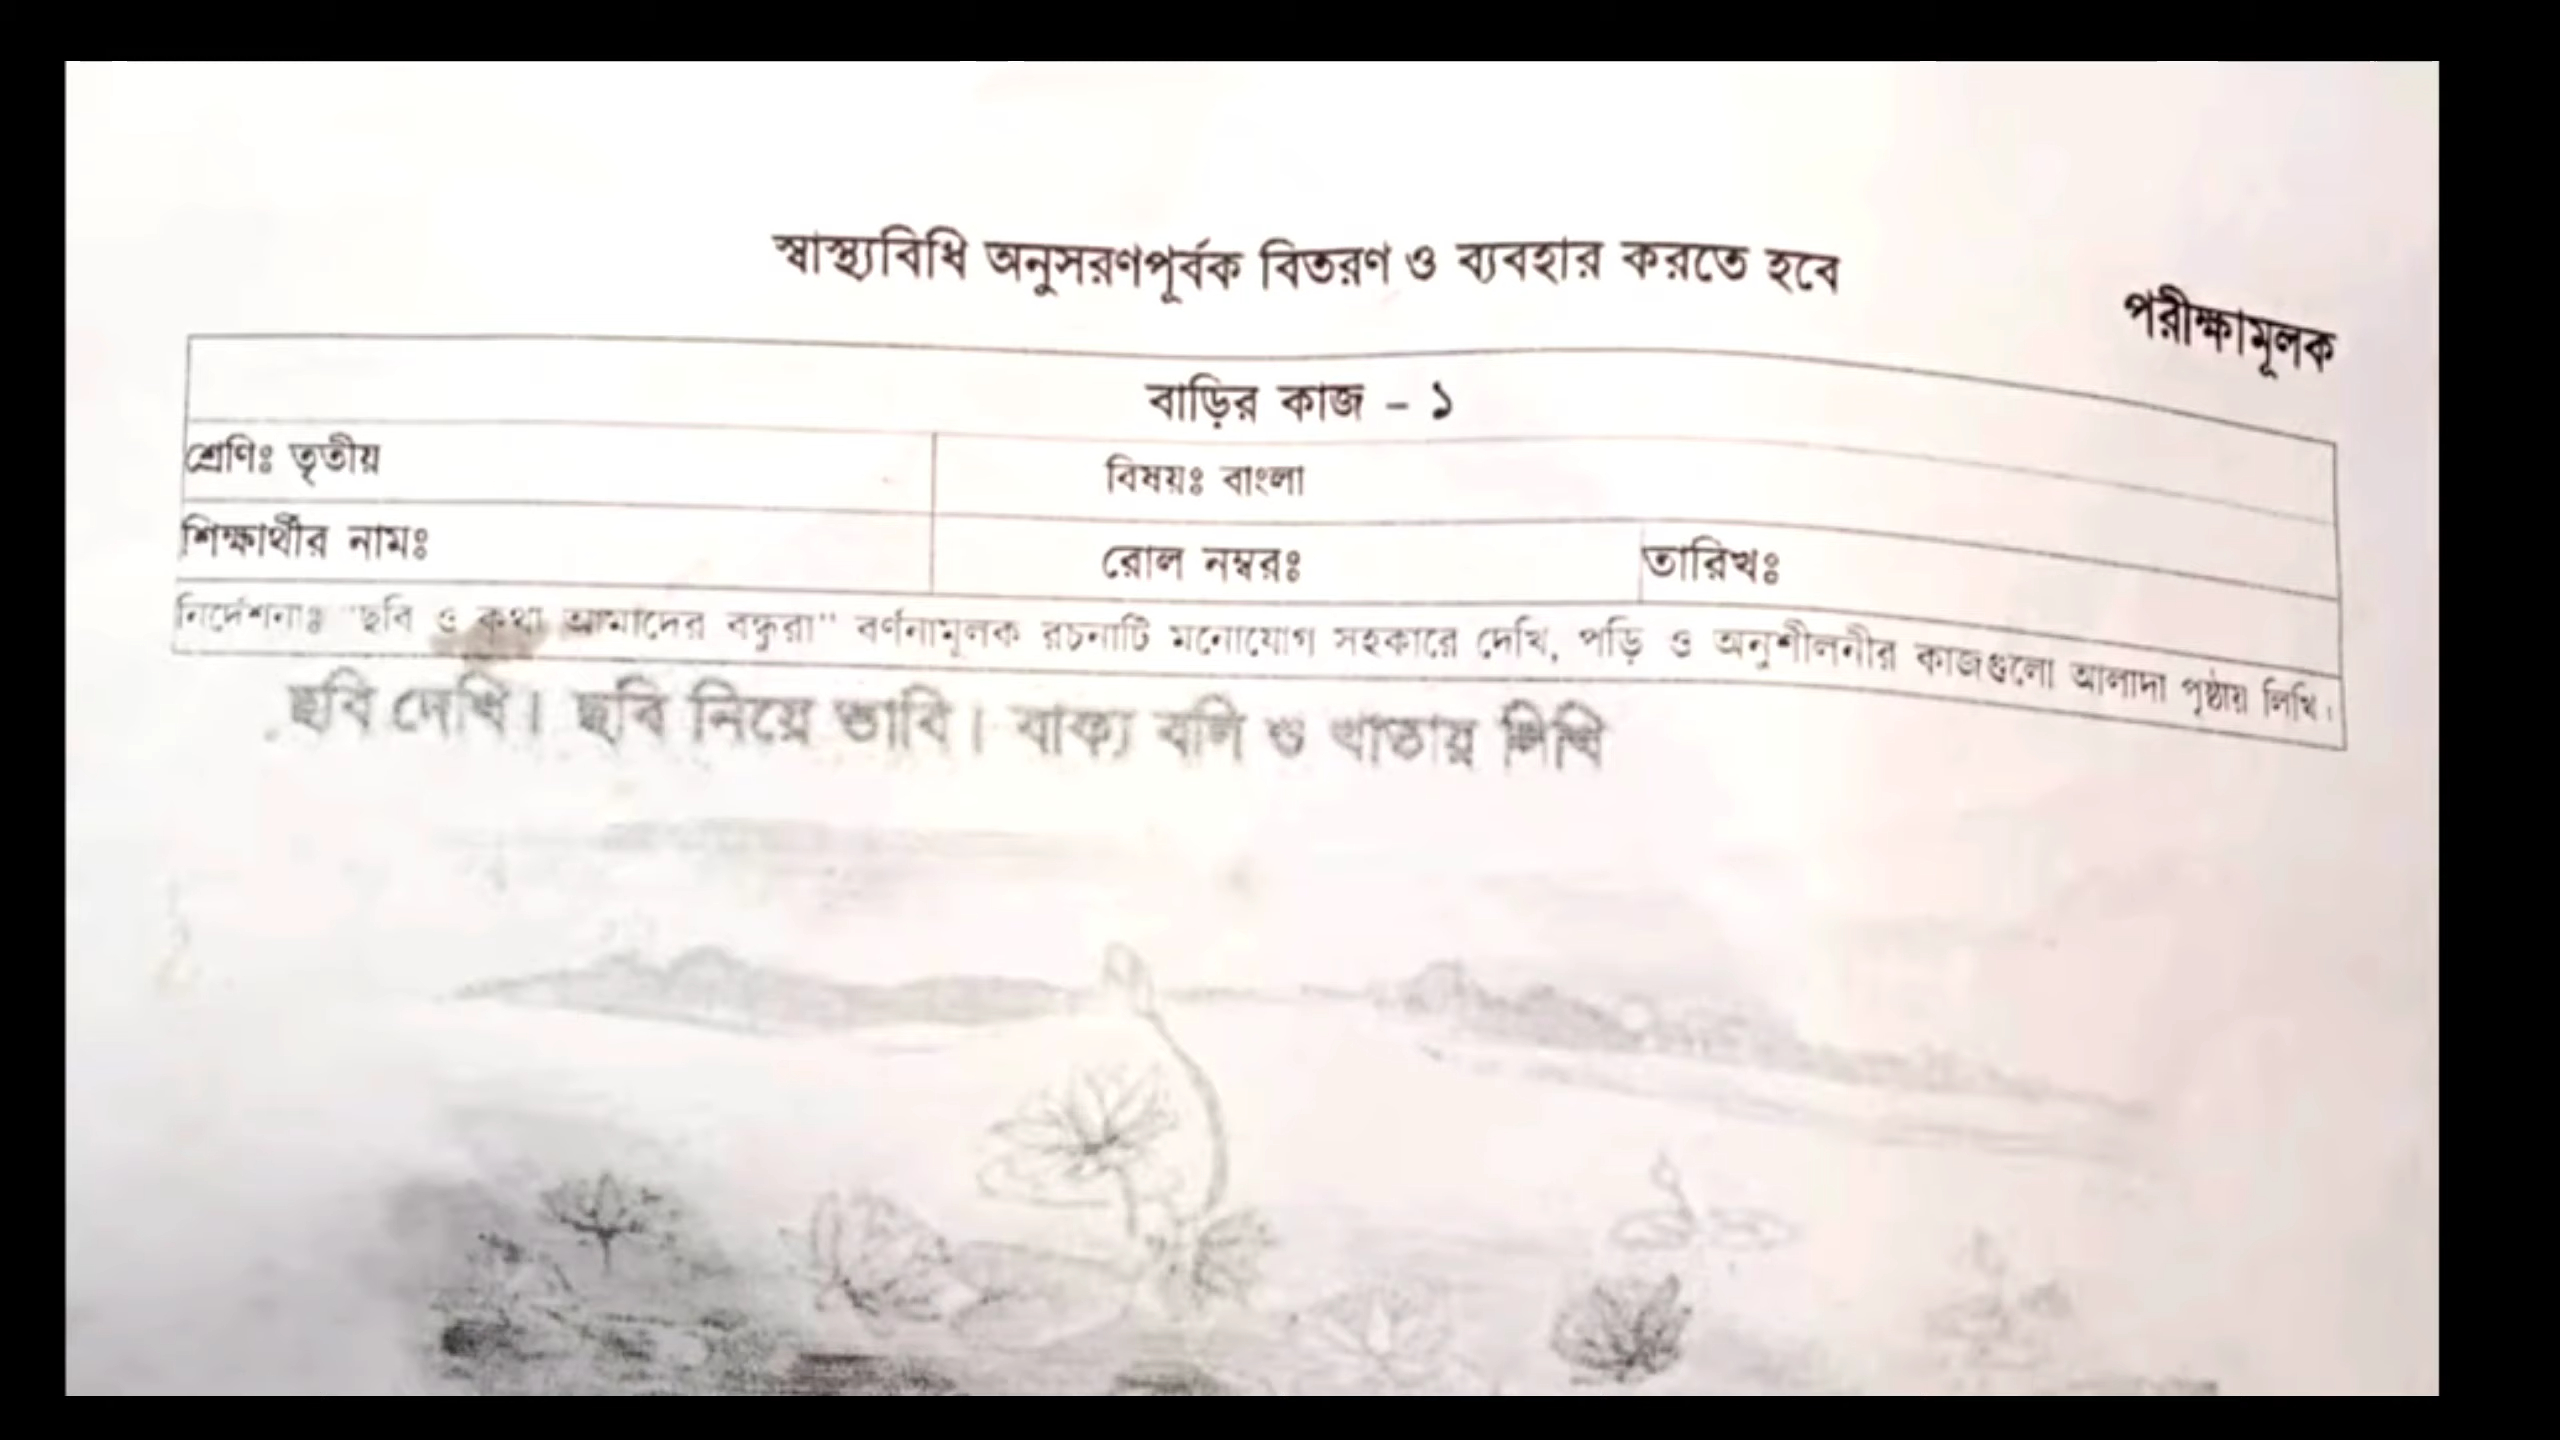 স্বাস্থ্যবিধি অনুসরণপূর্বক বিতরণ ও ব্যবহার করতে হবে
পরীক্ষামূলক
বাড়ির কাজ - ১
শ্রেণিঃ তৃতীয় বিষয়ঃ বাংলা
শিক্ষার্থীর নামঃ রোল নম্বরঃ তারিখঃ
নির্দেশনাঃ "ছবি ও কথা আমাদের বন্ধুরা" বর্ণনামূলক রচনাটি মনোযোগ সহকারে দেখি, পড়ি ও অনুশীলনীর কাজগুলো আলাদা পৃষ্ঠায় লিখি।
ছবি দেখি। ছবি নিয়ে ভাবি। বাক্য বলি ও খাতায় লিখি